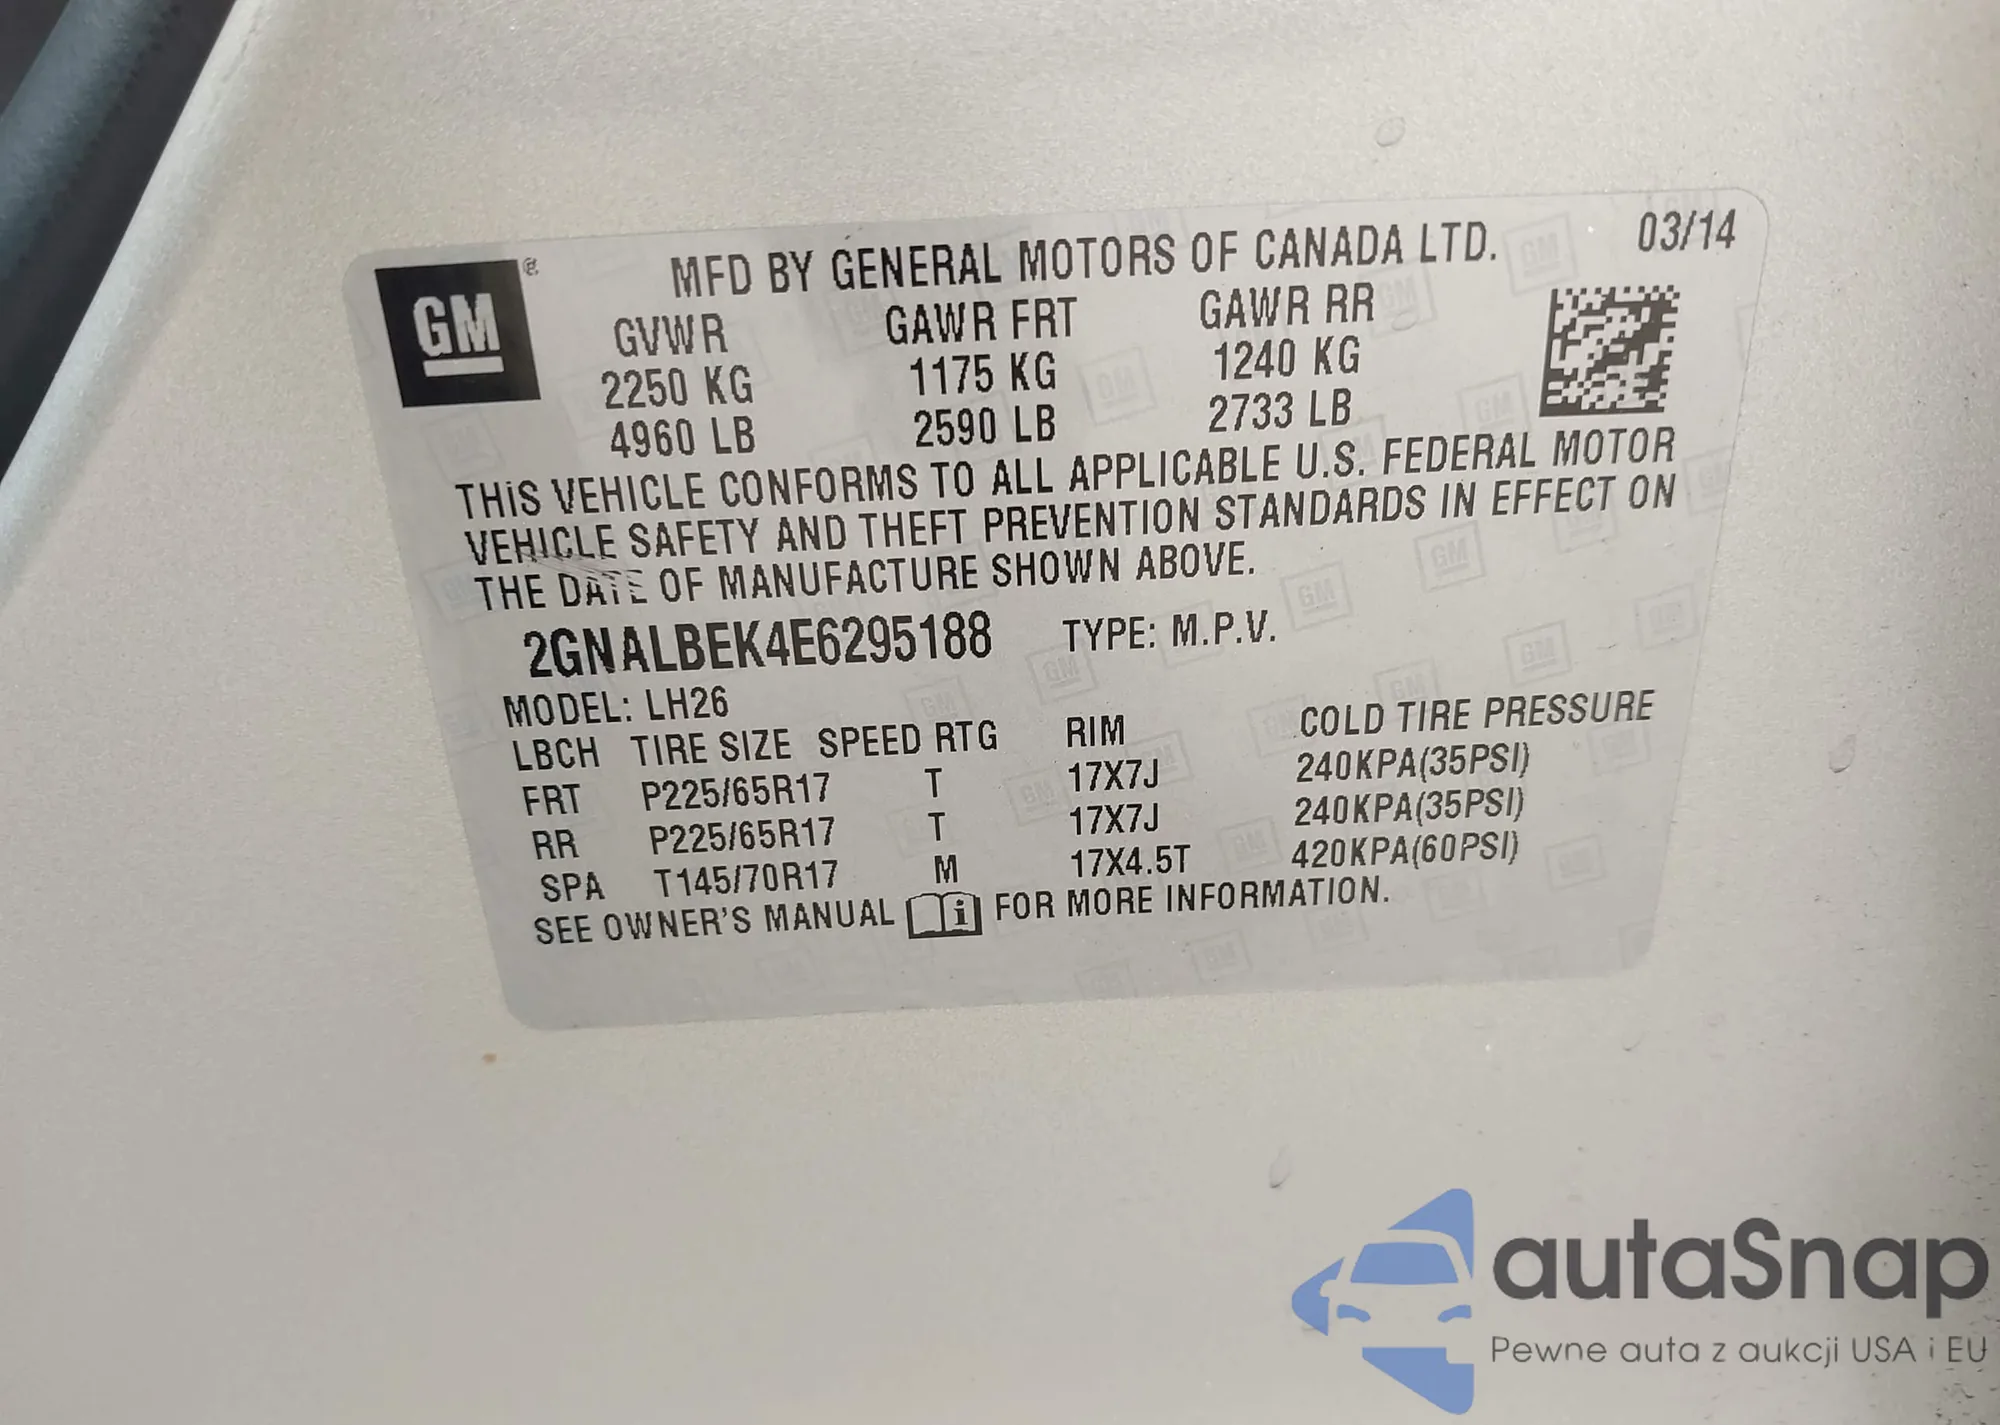 GM ®
MFD BY GENERAL MOTORS OF CANADA LTD. 03/14
GVWR GAWR FRT GAWR RR
2250 KG 1175 KG 1240 KG
4960 LB 2590 LB 2733 LB
THIS VEHICLE CONFORMS TO ALL APPLICABLE U.S. FEDERAL MOTOR
VEHICLE SAFETY AND THEFT PREVENTION STANDARDS IN EFFECT ON
THE DATE OF MANUFACTURE SHOWN ABOVE.
2GNALBEK4E6295188 TYPE: M.P.V.
MODEL: LH26
LBCH TIRE SIZE SPEED RTG RIM COLD TIRE PRESSURE
FRT P225/65R17 T 17X7J 240KPA(35PSI)
RR P225/65R17 T 17X7J 240KPA(35PSI)
SPA T145/70R17 M 17X4.5T 420KPA(60PSI)
SEE OWNER'S MANUAL i FOR MORE INFORMATION.
autaSnap
Pewne auta z aukcji USA i EU